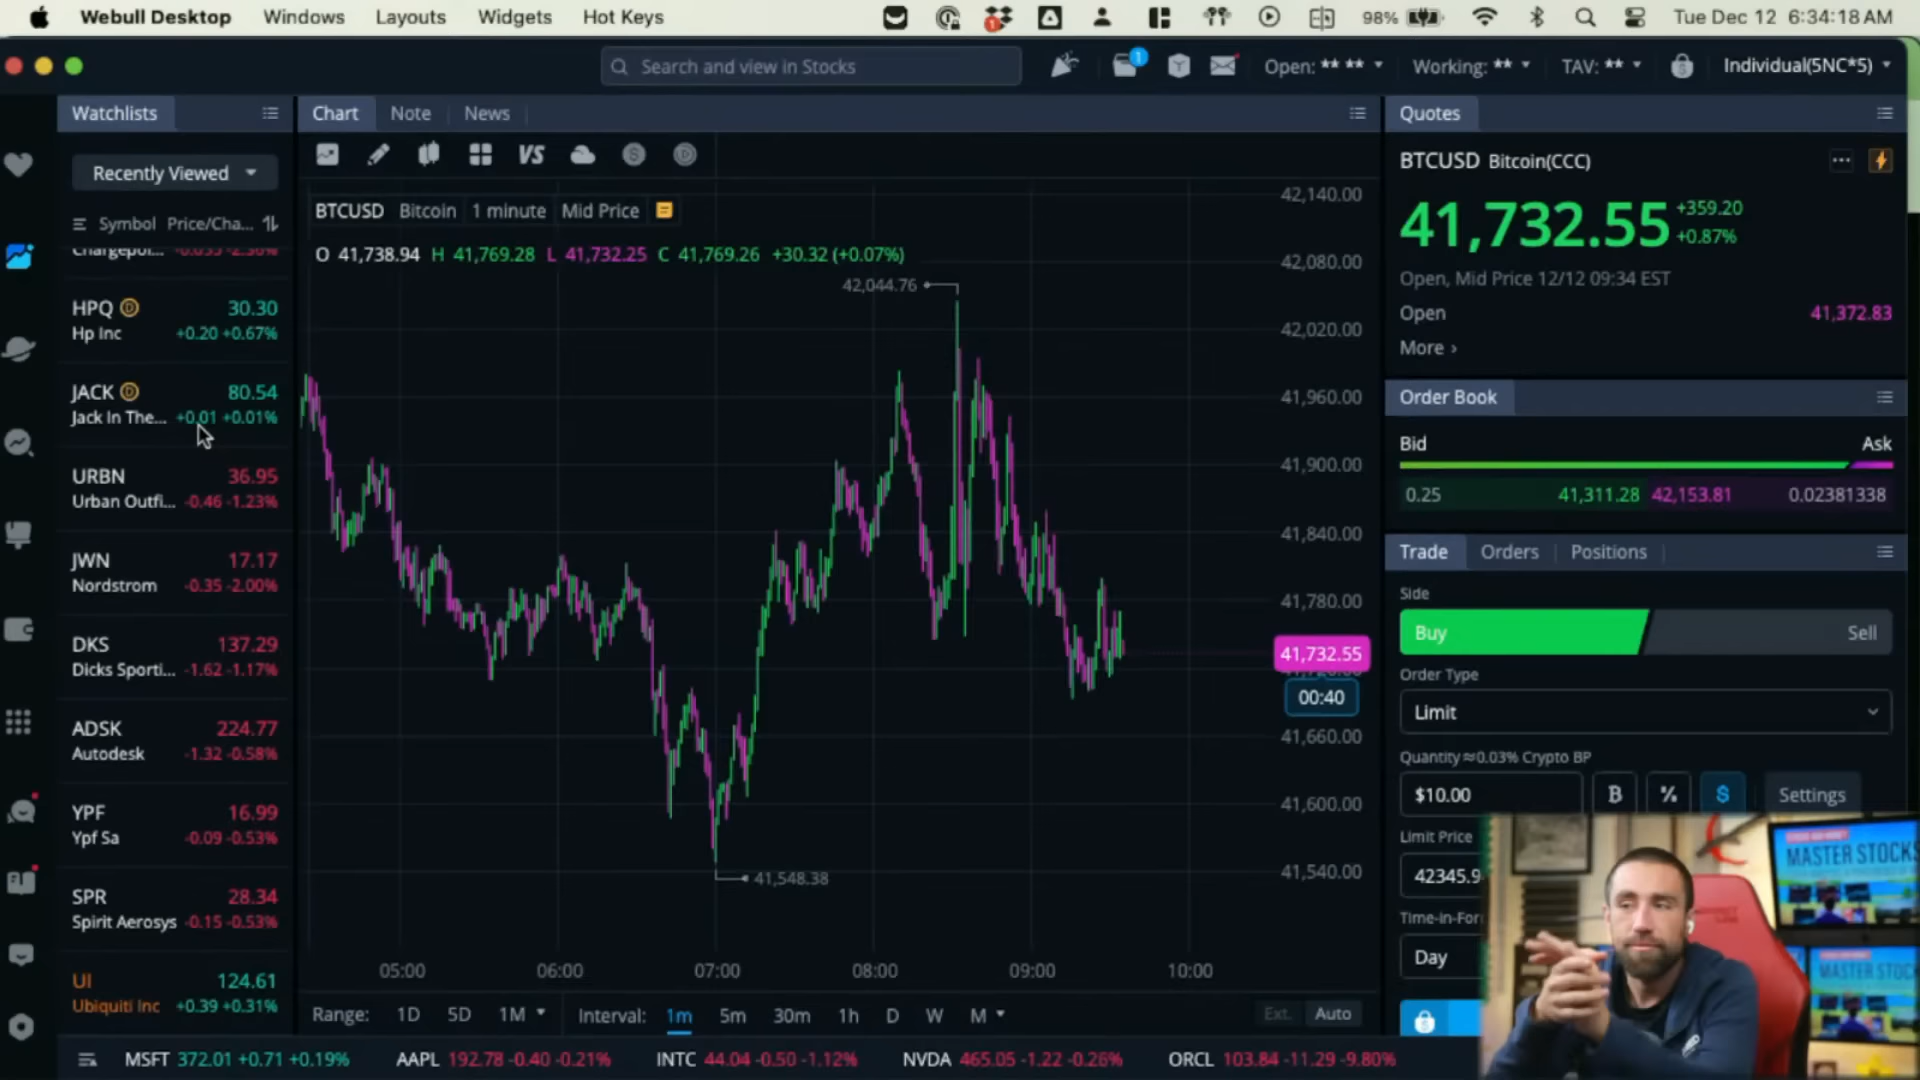 Webull Desktop Windows Layouts Widgets Hot Keys 98% Tue Dec 12 6:34:18 AM
Search and view in Stocks Open: ** ** Working: ** TAV: ** Individual(5NC*5)
1
1
Watchlists
Recently Viewed
Symbol Price/Cha...
Chargepoi... -0.055 -2.36%
HPQ 30.30
Hp Inc +0.20 +0.67%
JACK 80.54
Jack In The... +0.01 +0.01%
URBN 36.95
Urban Outfi... -0.46 -1.23%
JWN 17.17
Nordstrom -0.35 -2.00%
DKS 137.29
Dicks Sporti... -1.62 -1.17%
ADSK 224.77
Autodesk -1.32 -0.58%
YPF 16.99
Ypf Sa -0.09 -0.53%
SPR 28.34
Spirit Aerosys -0.15 -0.53%
UI 124.61
Ubiquiti Inc +0.39 +0.31%
Chart Note News
VS S D
BTCUSD Bitcoin 1 minute Mid Price
O 41,738.94 H 41,769.28 L 41,732.25 C 41,769.26 +30.32 (+0.07%)
42,044.76
41,548.38
42,140.00
42,080.00
42,020.00
41,960.00
41,900.00
41,840.00
41,780.00
41,732.55
00:40
41,660.00
41,600.00
41,540.00
05:00 06:00 07:00 08:00 09:00 10:00
Range: 1D 5D 1M Interval: 1m 5m 30m 1h D W M Ext. Auto
Quotes
BTCUSD Bitcoin(CCC)
41,732.55 +359.20
+0.87%
Open, Mid Price 12/12 09:34 EST
Open 41,372.83
More ›
Order Book
Bid Ask
0.25 41,311.28 42,153.81 0.02381338
Trade Orders Positions
Side
Buy Sell
Order Type
Limit
Quantity ≈0.03% Crypto BP
$10.00 B % $ Settings
Limit Price
42345.9
Time-in-For
Day
MASTER STOCKS
MASTER STOC
MSFT 372.01 +0.71 +0.19% AAPL 192.78 -0.40 -0.21% INTC 44.04 -0.50 -1.12% NVDA 465.05 -1.22 -0.26% ORCL 103.84 -11.29 -9.80%